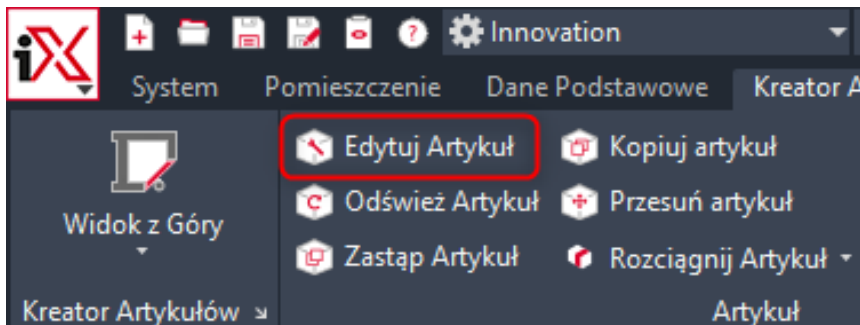 iX
Innovation
System Pomieszczenie Dane Podstawowe Kreator A
Edytuj Artykuł Kopiuj artykuł
Odśwież Artykuł Przesuń artykuł
Widok z Góry
Zastąp Artykuł Rozciągnij Artykuł
Kreator Artykułów Artykuł